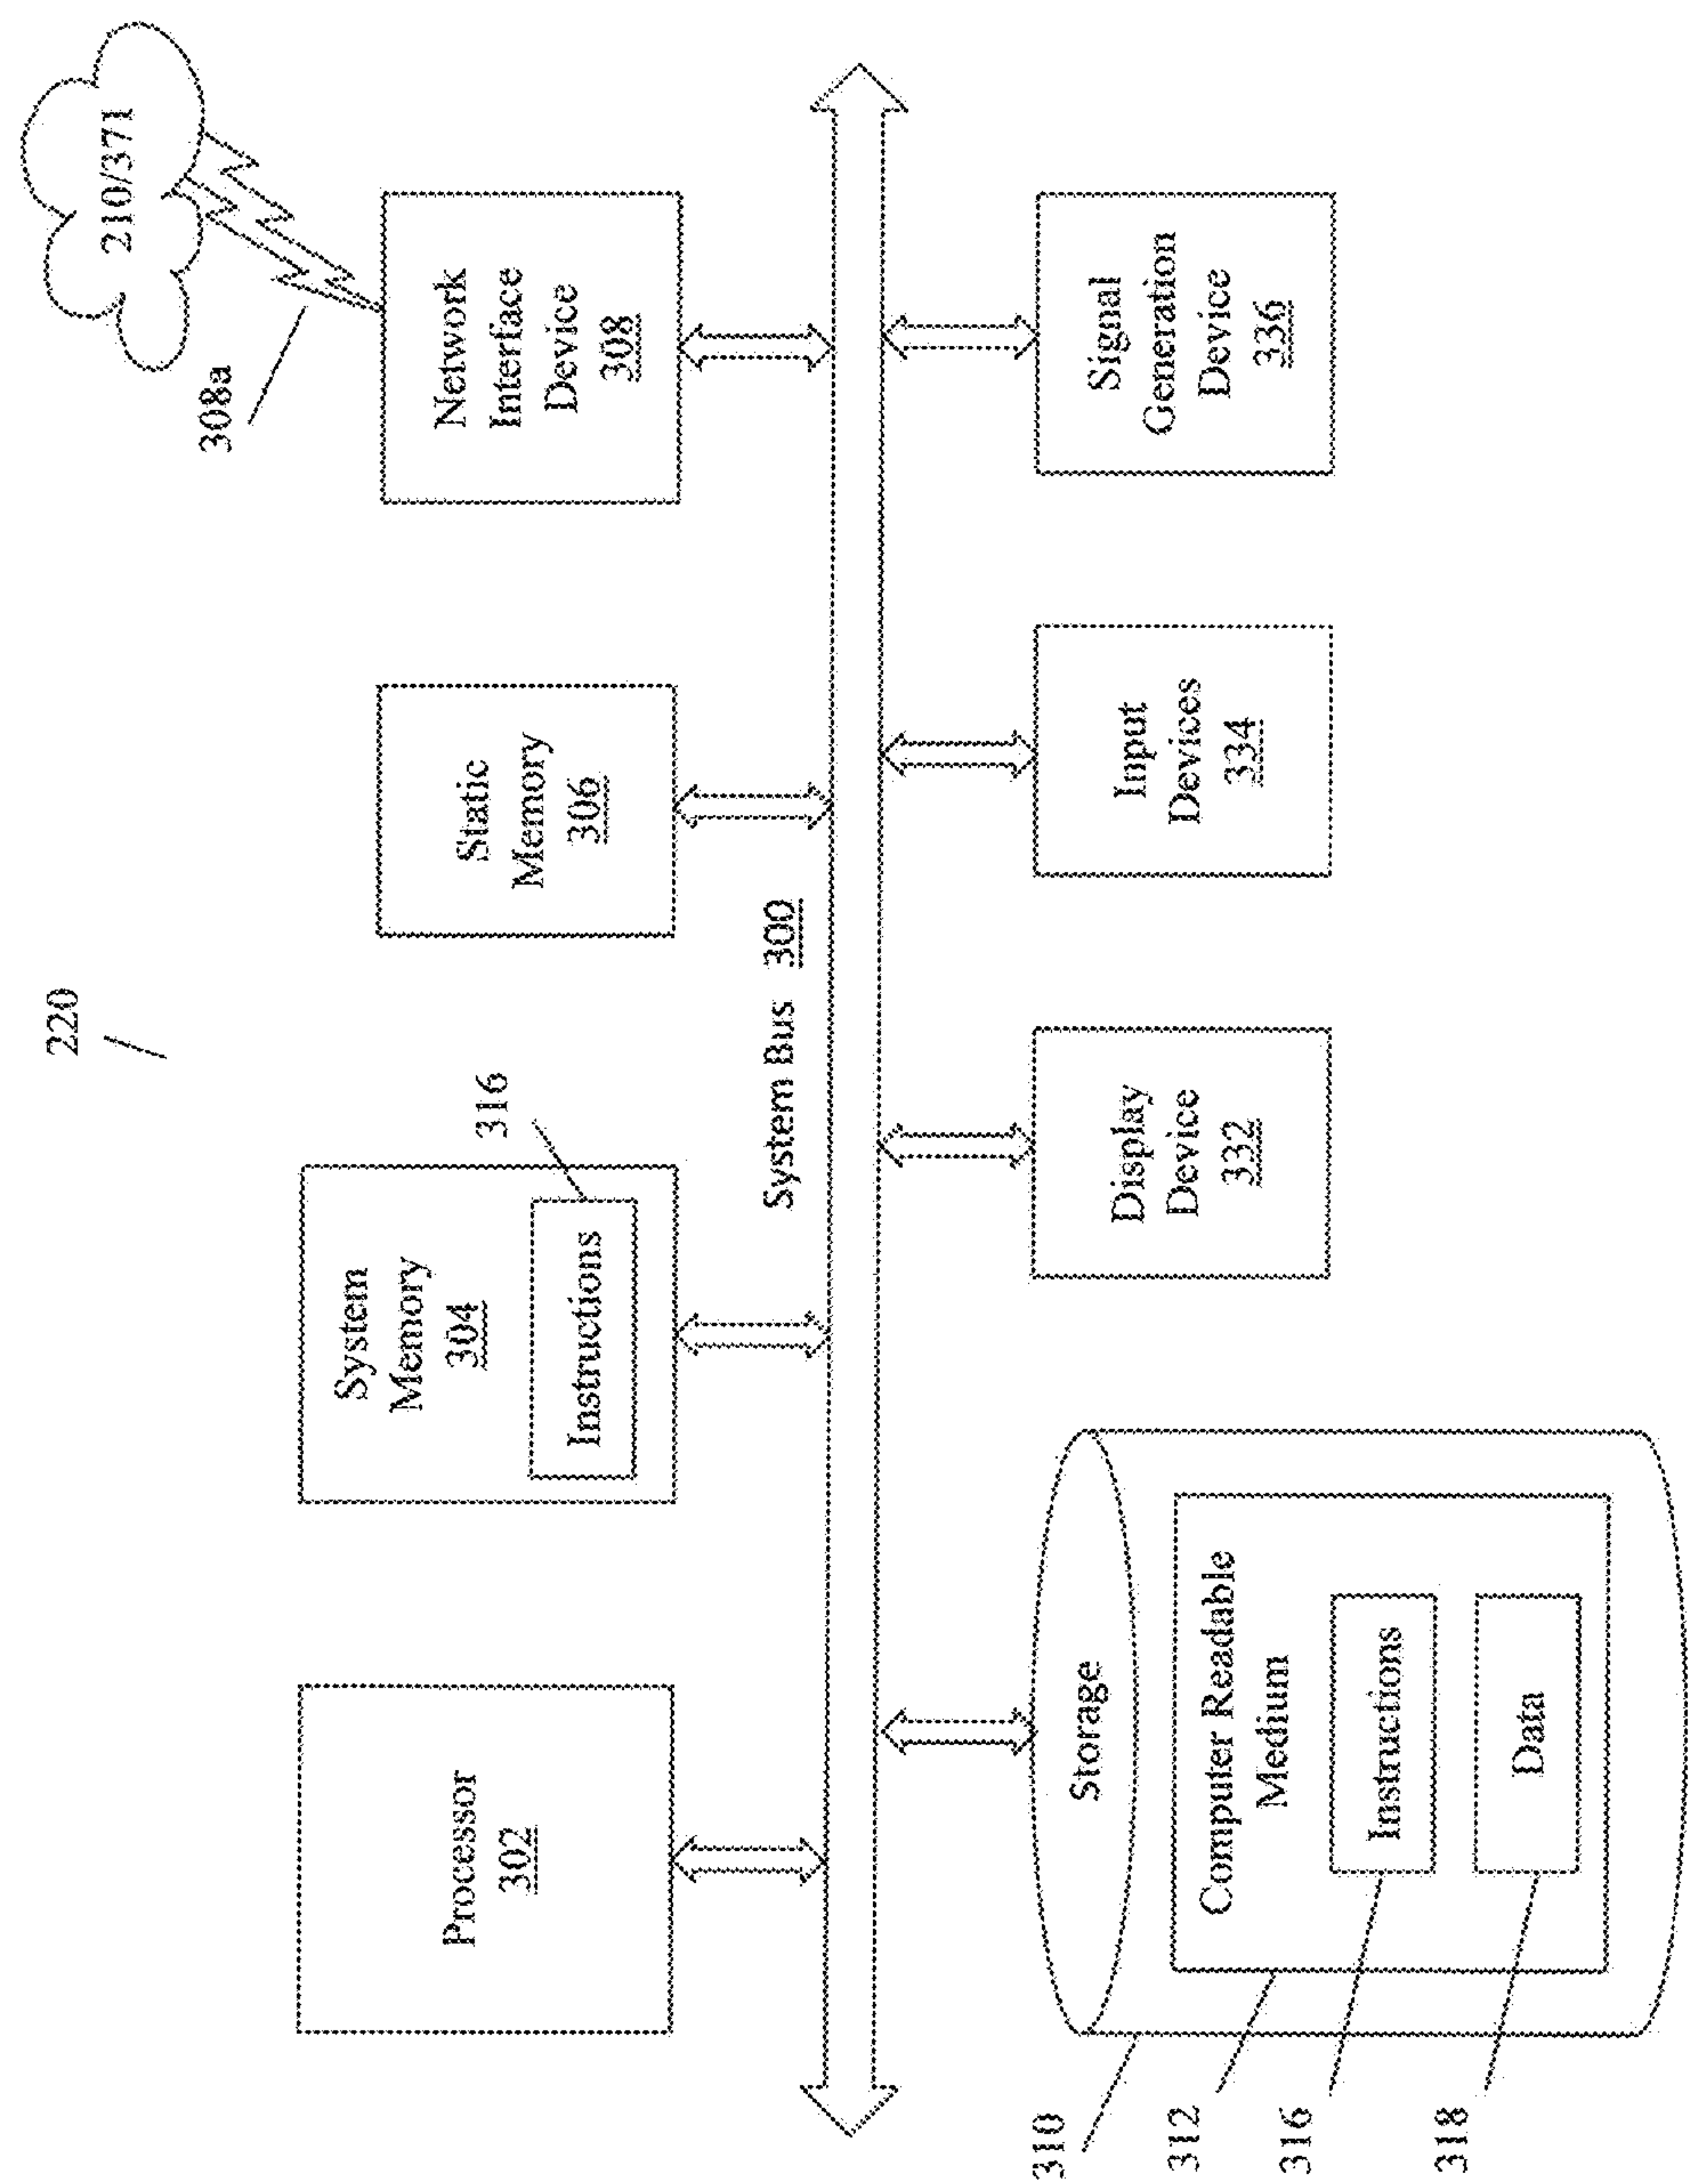 220
210/371
308a
Processor
302
System
Memory
304
Instructions
316
Static
Memory
306
Network
Interface
Device
308
System Bus 300
Storage
Computer Readable
Medium
Instructions
Data
310
312
316
318
Display
Device
332
Input
Devices
334
Signal
Generation
Device
336